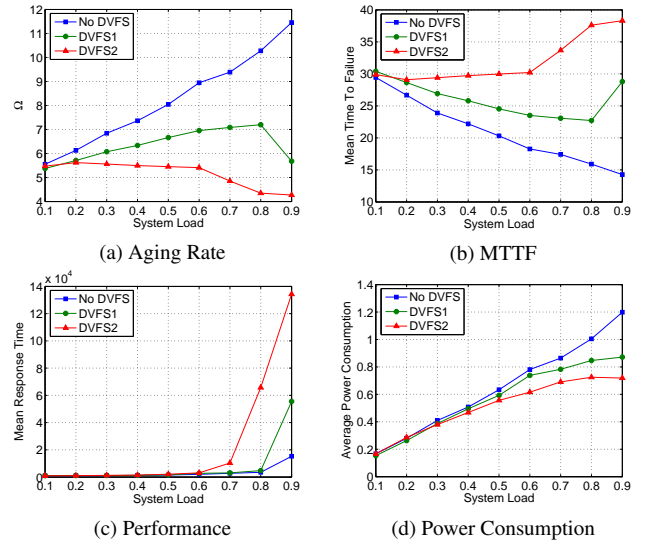 12
11
10
9
8
7
6
5
4
Ω
No DVFS
DVFS1
DVFS2
0.1 0.2 0.3 0.4 0.5 0.6 0.7 0.8 0.9
System Load
(a) Aging Rate
40
35
30
25
20
15
10
Mean Time To Failure
No DVFS
DVFS1
DVFS2
0.1 0.2 0.3 0.4 0.5 0.6 0.7 0.8 0.9
System Load
(b) MTTF
x 10^4
14
12
10
8
6
4
2
0
Mean Response Time
No DVFS
DVFS1
DVFS2
0.1 0.2 0.3 0.4 0.5 0.6 0.7 0.8 0.9
System Load
(c) Performance
1.4
1.2
1
0.8
0.6
0.4
0.2
0
Average Power Consumption
No DVFS
DVFS1
DVFS2
0.1 0.2 0.3 0.4 0.5 0.6 0.7 0.8 0.9
System Load
(d) Power Consumption